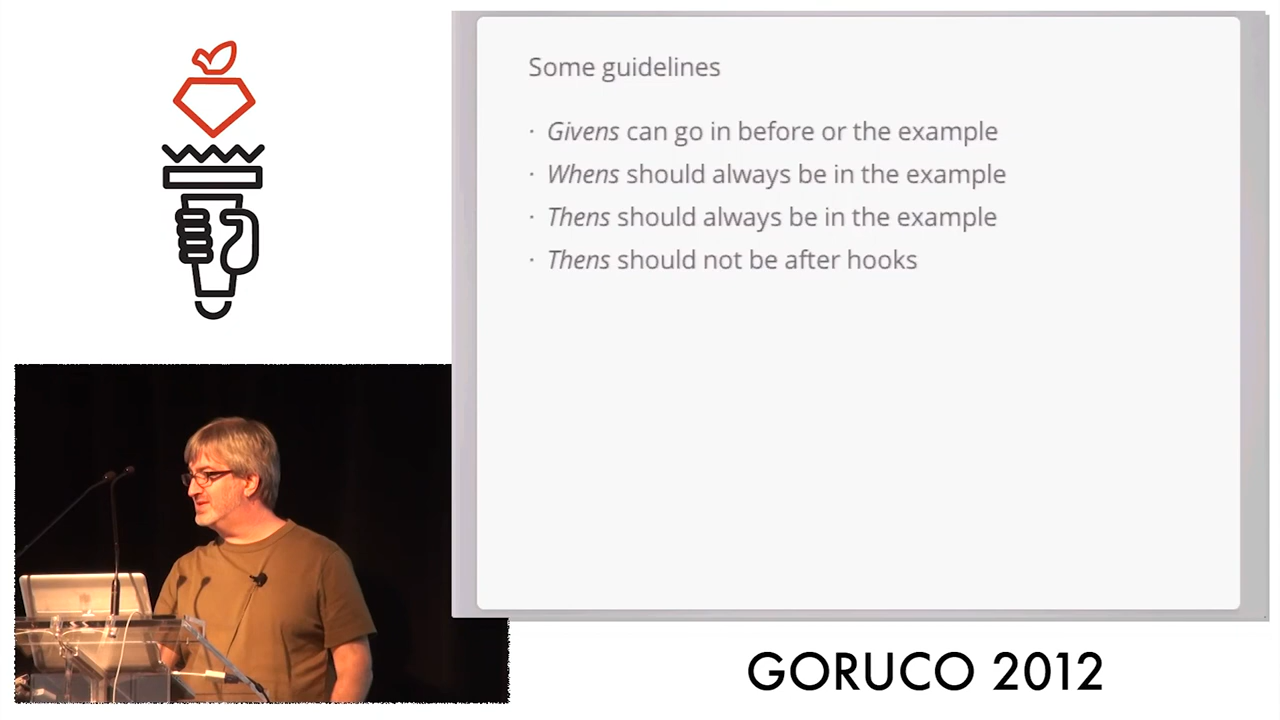 Some guidelines
· Givens can go in before or the example
· Whens should always be in the example
· Thens should always be in the example
· Thens should not be after hooks
GORUCO 2012